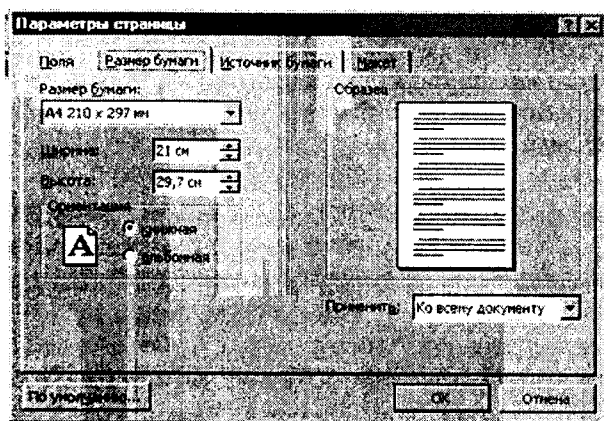 Параметры страницы
Поля Размер бумаги Источник бумаги Макет
Размер бумаги:
A4 210 x 297 мм
Ширина: 21 см
Высота: 29,7 см
Ориентация
A книжная
альбомная
Образец
Применить: Ко всему документу
По умолчанию... ОК Отмена